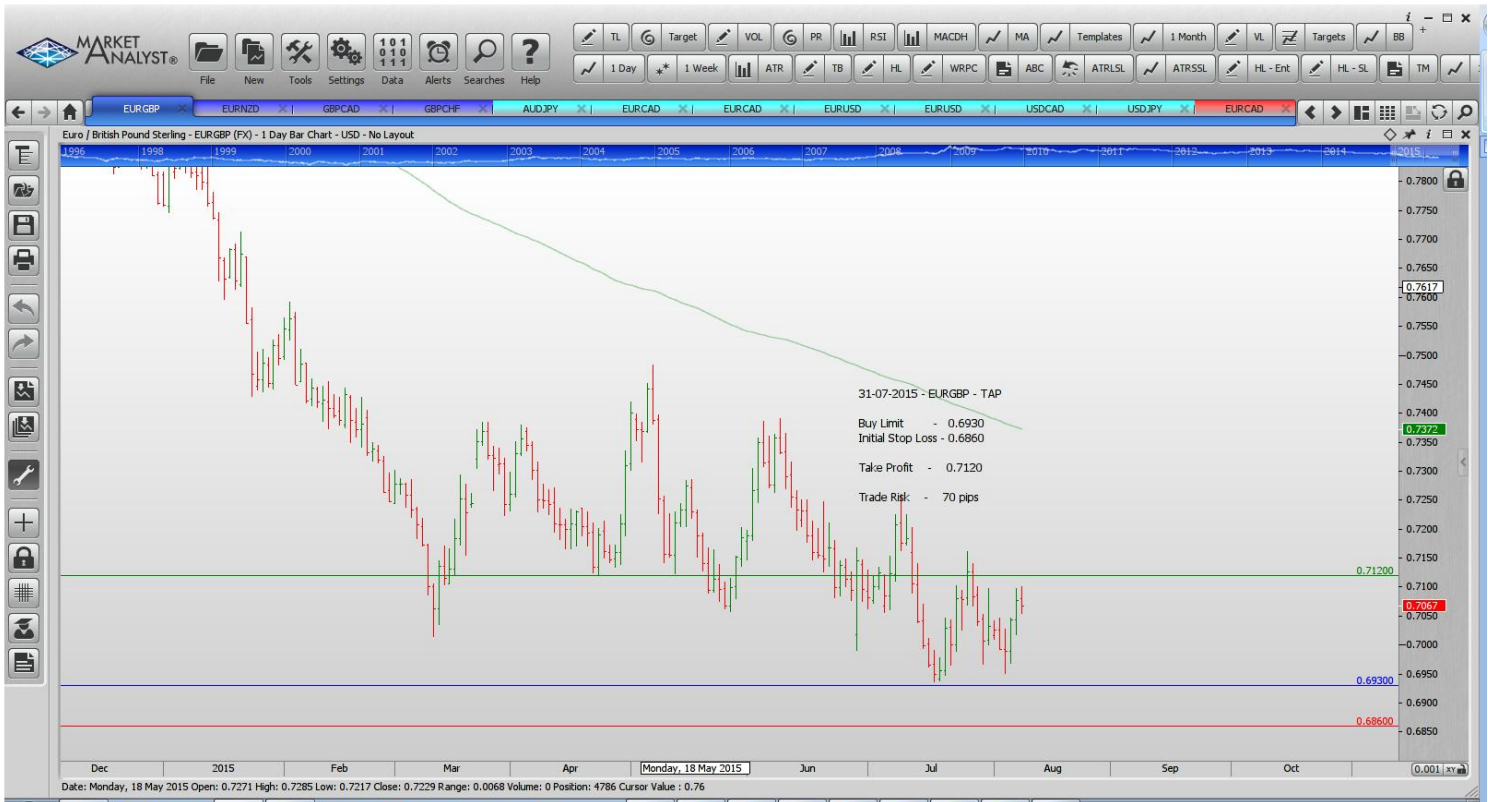 MARKET
ANALYST®
File New Tools Settings Data Alerts Searches Help
TL Target VOL PR RSI MACDH MA Templates 1 Month VL Targets BB
1 Day 1 Week ATR TB HL WRPC ABC ATRLSL ATRSSL HL - Ent HL - SL TM
EURGBP EURNZD GBPCAD GBPCHF AUDJPY EURCAD EURCAD EURUSD EURUSD USDCAD USDJPY EURCAD
Euro / British Pound Sterling - EURGBP (FX) - 1 Day Bar Chart - USD - No Layout
1996 1998 1999 2000 2001 2002 2003 2004 2005 2006 2007 2008 2009 2010 2011 2012 2013 2014 2015
0.7800
0.7750
0.7700
0.7650
0.7617
0.7600
0.7550
0.7500
0.7450
31-07-2015 - EURGBP - TAP
0.7400
Buy Limit - 0.6930
0.7372
Initial Stop Loss - 0.6860
0.7350
Take Profit - 0.7120
0.7300
Trade Risk - 70 pips
0.7250
0.7200
0.7150
0.71200
0.7100
0.7067
0.7050
0.7000
0.6950
0.69300
0.6900
0.68600
0.6850
Dec 2015 Feb Mar Apr Monday, 18 May 2015 Jun Jul Aug Sep Oct 0.001 XY
Date: Monday, 18 May 2015 Open: 0.7271 High: 0.7285 Low: 0.7217 Close: 0.7229 Range: 0.0068 Volume: 0 Position: 4786 Cursor Value : 0.76